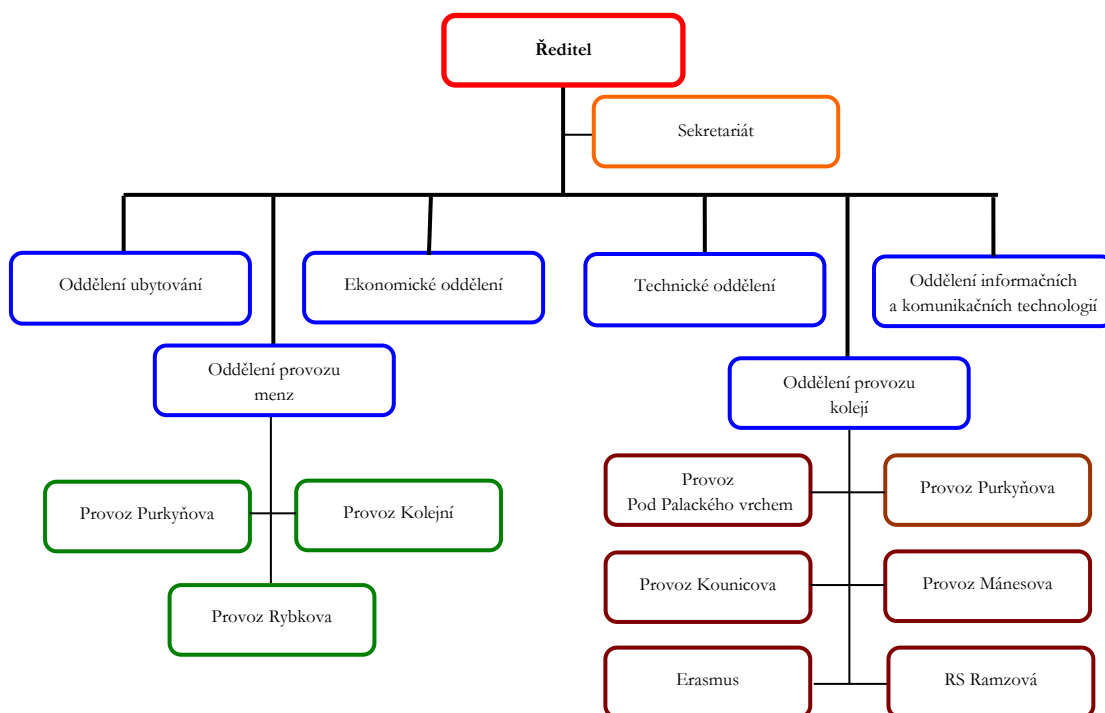 Ředitel
Sekretariát
Oddělení ubytování
Ekonomické oddělení
Technické oddělení
Oddělení informačních
a komunikačních technologií
Oddělení provozu
menz
Oddělení provozu
kolejí
Provoz Purkyňova
Provoz Kolejní
Provoz Rybkova
Provoz
Pod Palackého vrchem
Provoz Purkyňova
Provoz Kounicova
Provoz Mánesova
Erasmus
RS Ramzová